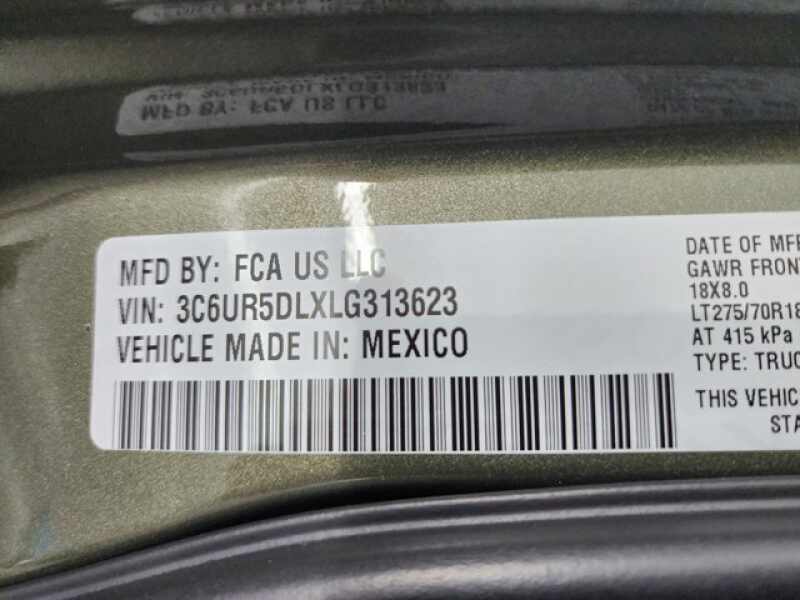 MFD BY: FCA US LLC
VIN: 3C6UR5DLXLG313623
VEHICLE MADE IN: MEXICO
DATE OF MFR
GAWR FRONT
18X8.0
LT275/70R18
AT 415 kPa
TYPE: TRUC
THIS VEHIC
STA